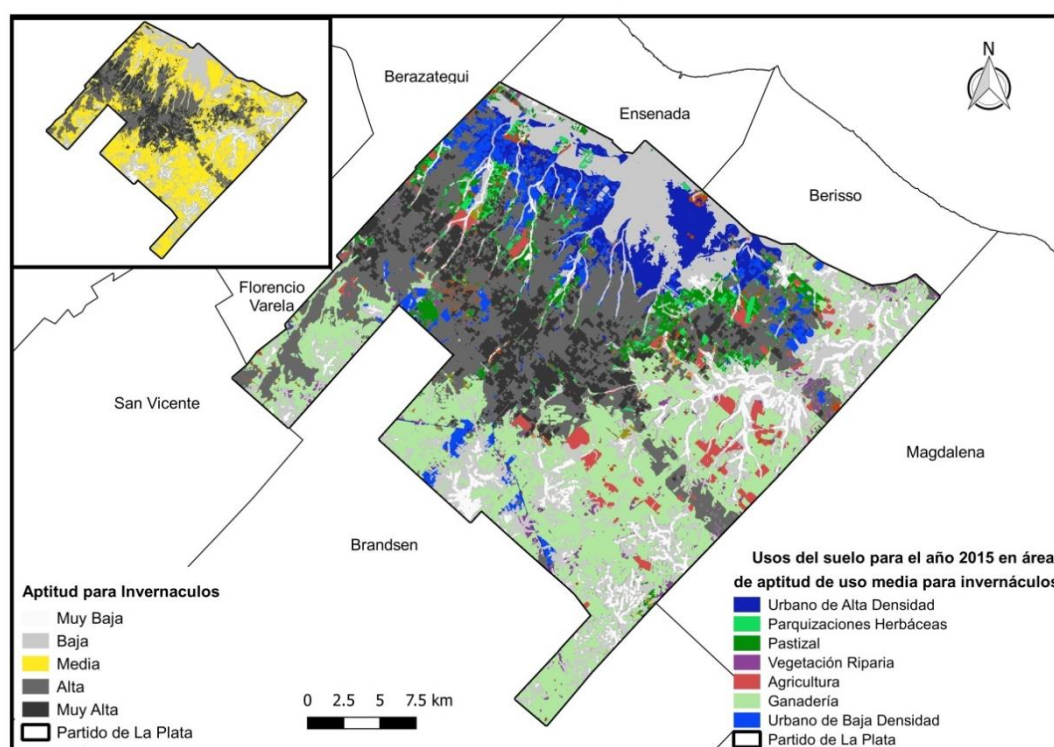 Berazategui
N
Ensenada
Berisso
Florencio
Varela
San Vicente
Magdalena
Brandsen
Aptitud para Invernaculos
Muy Baja
Baja
Media
Alta
Muy Alta
Partido de La Plata
0 2.5 5 7.5 km
Usos del suelo para el año 2015 en área
de aptitud de uso media para invernáculos
Urbano de Alta Densidad
Parquizaciones Herbáceas
Pastizal
Vegetación Riparia
Agricultura
Ganadería
Urbano de Baja Densidad
Partido de La Plata